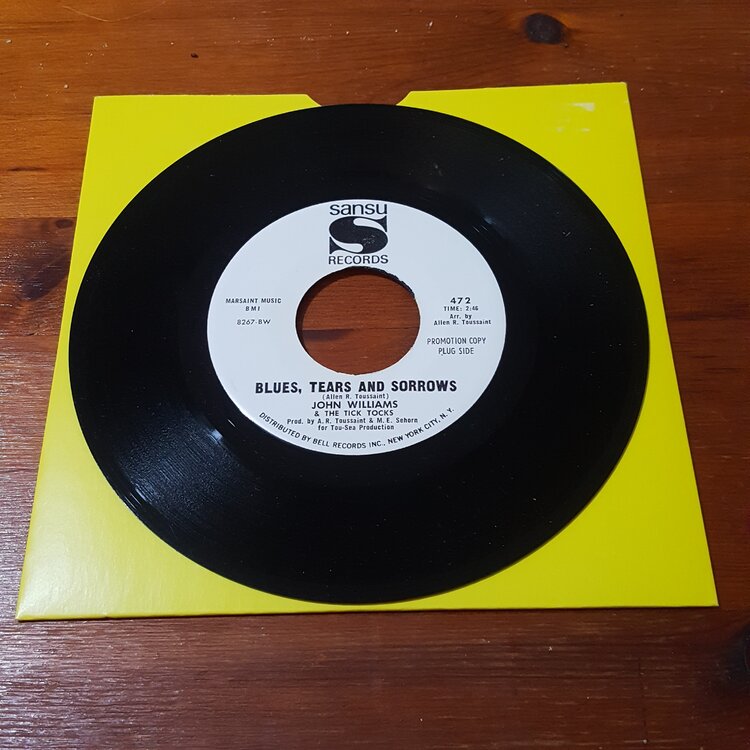 sansu
S
RECORDS
MARSAINT MUSIC
BMI
8267-BW
472
TIME: 2:46
Arr. by
Allen R. Toussaint
PROMOTION COPY
PLUG SIDE
BLUES, TEARS AND SORROWS
(Allen R. Toussaint)
JOHN WILLIAMS
& THE TICK TOCKS
Prod. by A. R. Toussaint & M. E. Sehorn
for Tou-Sea Production
DISTRIBUTED BY BELL RECORDS INC., NEW YORK CITY, N. Y.